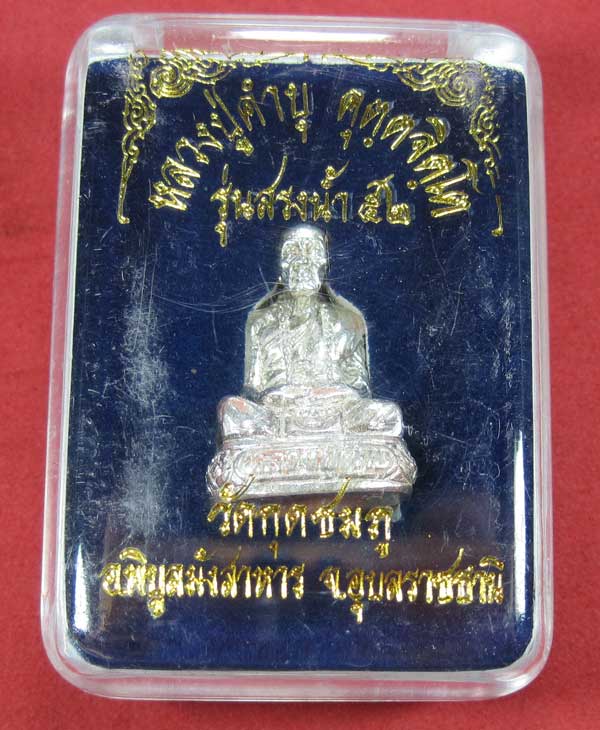 หลวงปู่คำบุ คุตฺตจิตฺโต
รุ่นสรงน้ำ ๕๒
วัดกุดชมภู
อ.พิบูลมังสาหาร จ.อุบลราชธานี